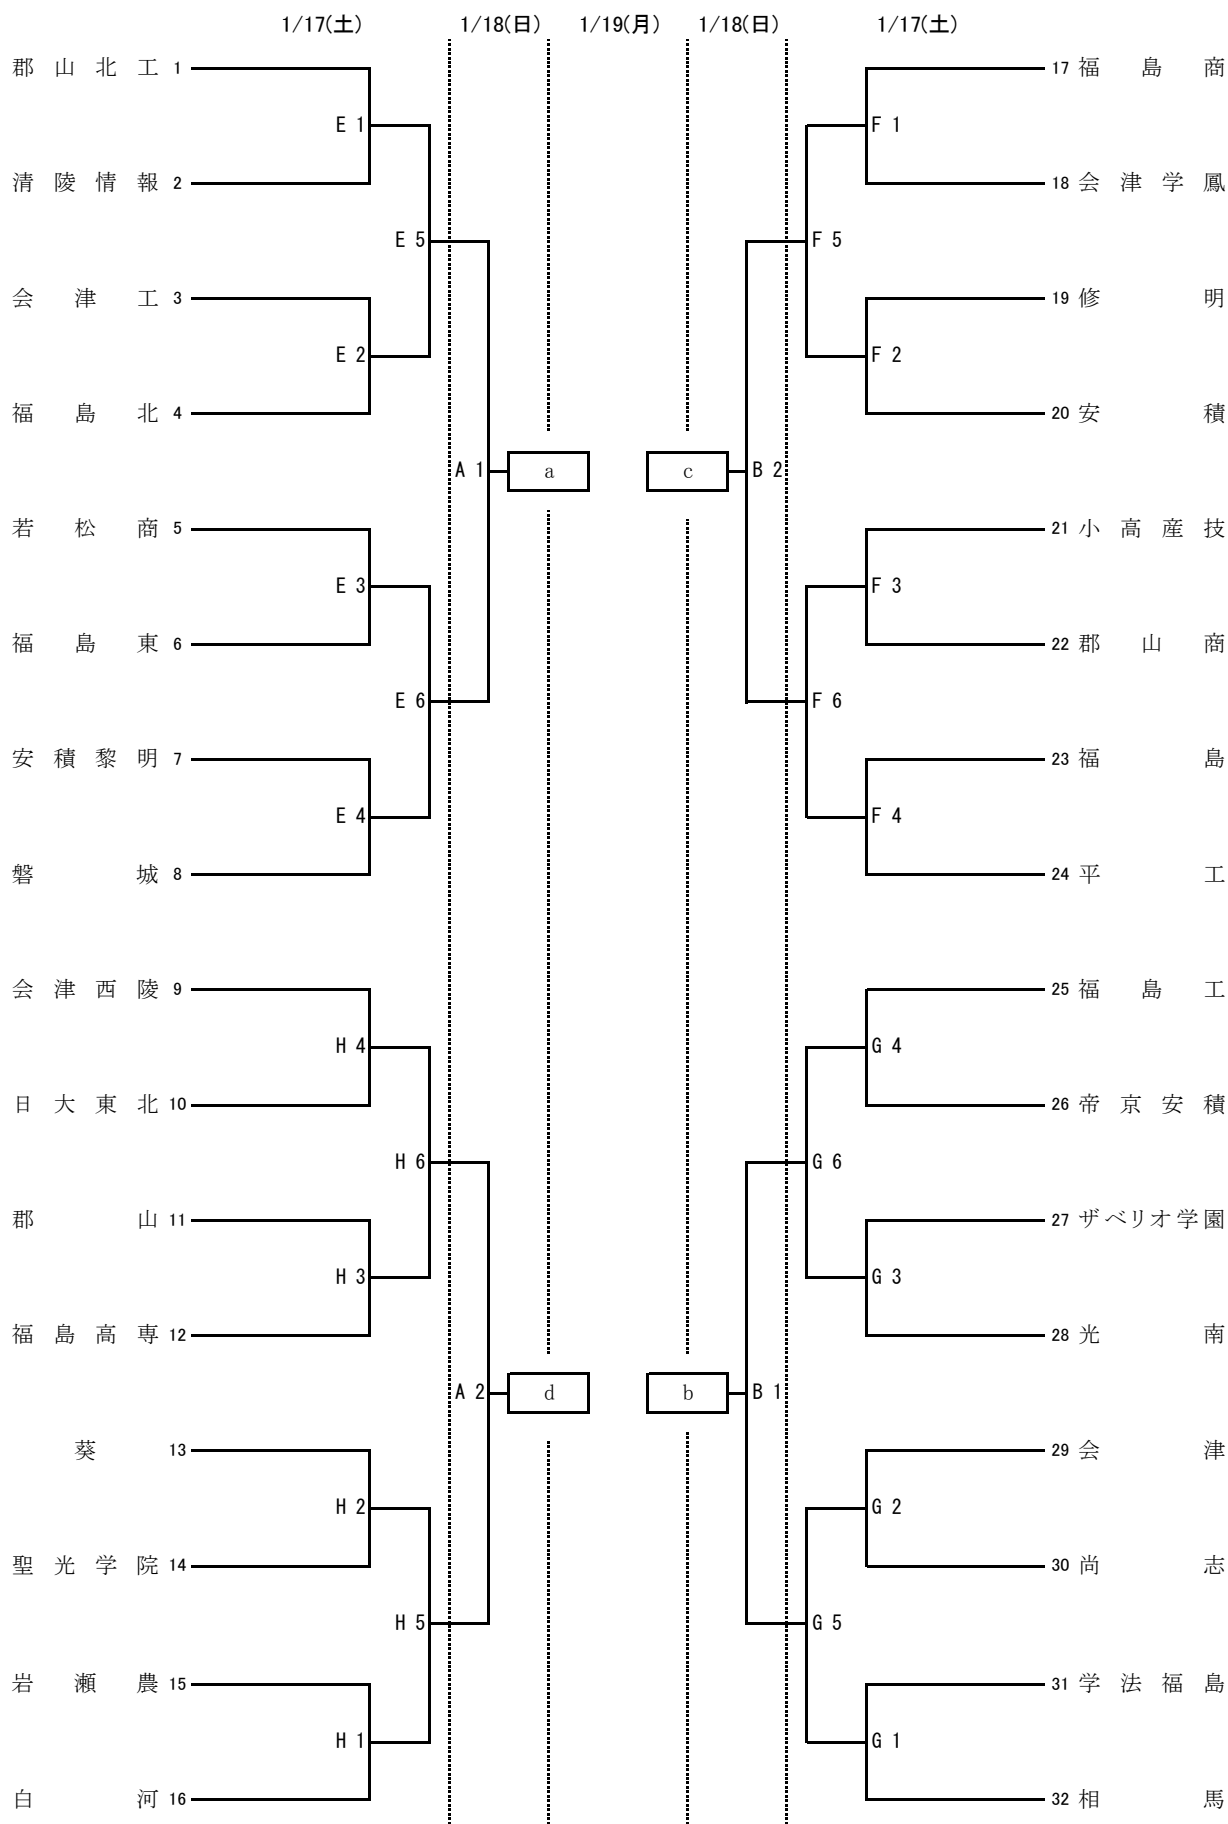 1/17(土) 1/18(日) 1/19(月) 1/18(日) 1/17(土)
郡山北工 1 17 福島商
E 1 F 1
清陵情報 2 18 会津学鳳
E 5 F 5
会津工 3 19 修明
E 2 F 2
福島北 4 20 安積
A 1 a c B 2
若松商 5 21 小高産技
E 3 F 3
福島東 6 22 郡山商
E 6 F 6
安積黎明 7 23 福島
E 4 F 4
磐城 8 24 平工
会津西陵 9 25 福島工
H 4 G 4
日大東北 10 26 帝京安積
H 6 G 6
郡山 11 27 ザベリオ学園
H 3 G 3
福島高専 12 28 光南
A 2 d b B 1
葵 13 29 会津
H 2 G 2
聖光学院 14 30 尚志
H 5 G 5
岩瀬農 15 31 学法福島
H 1 G 1
白河 16 32 相馬